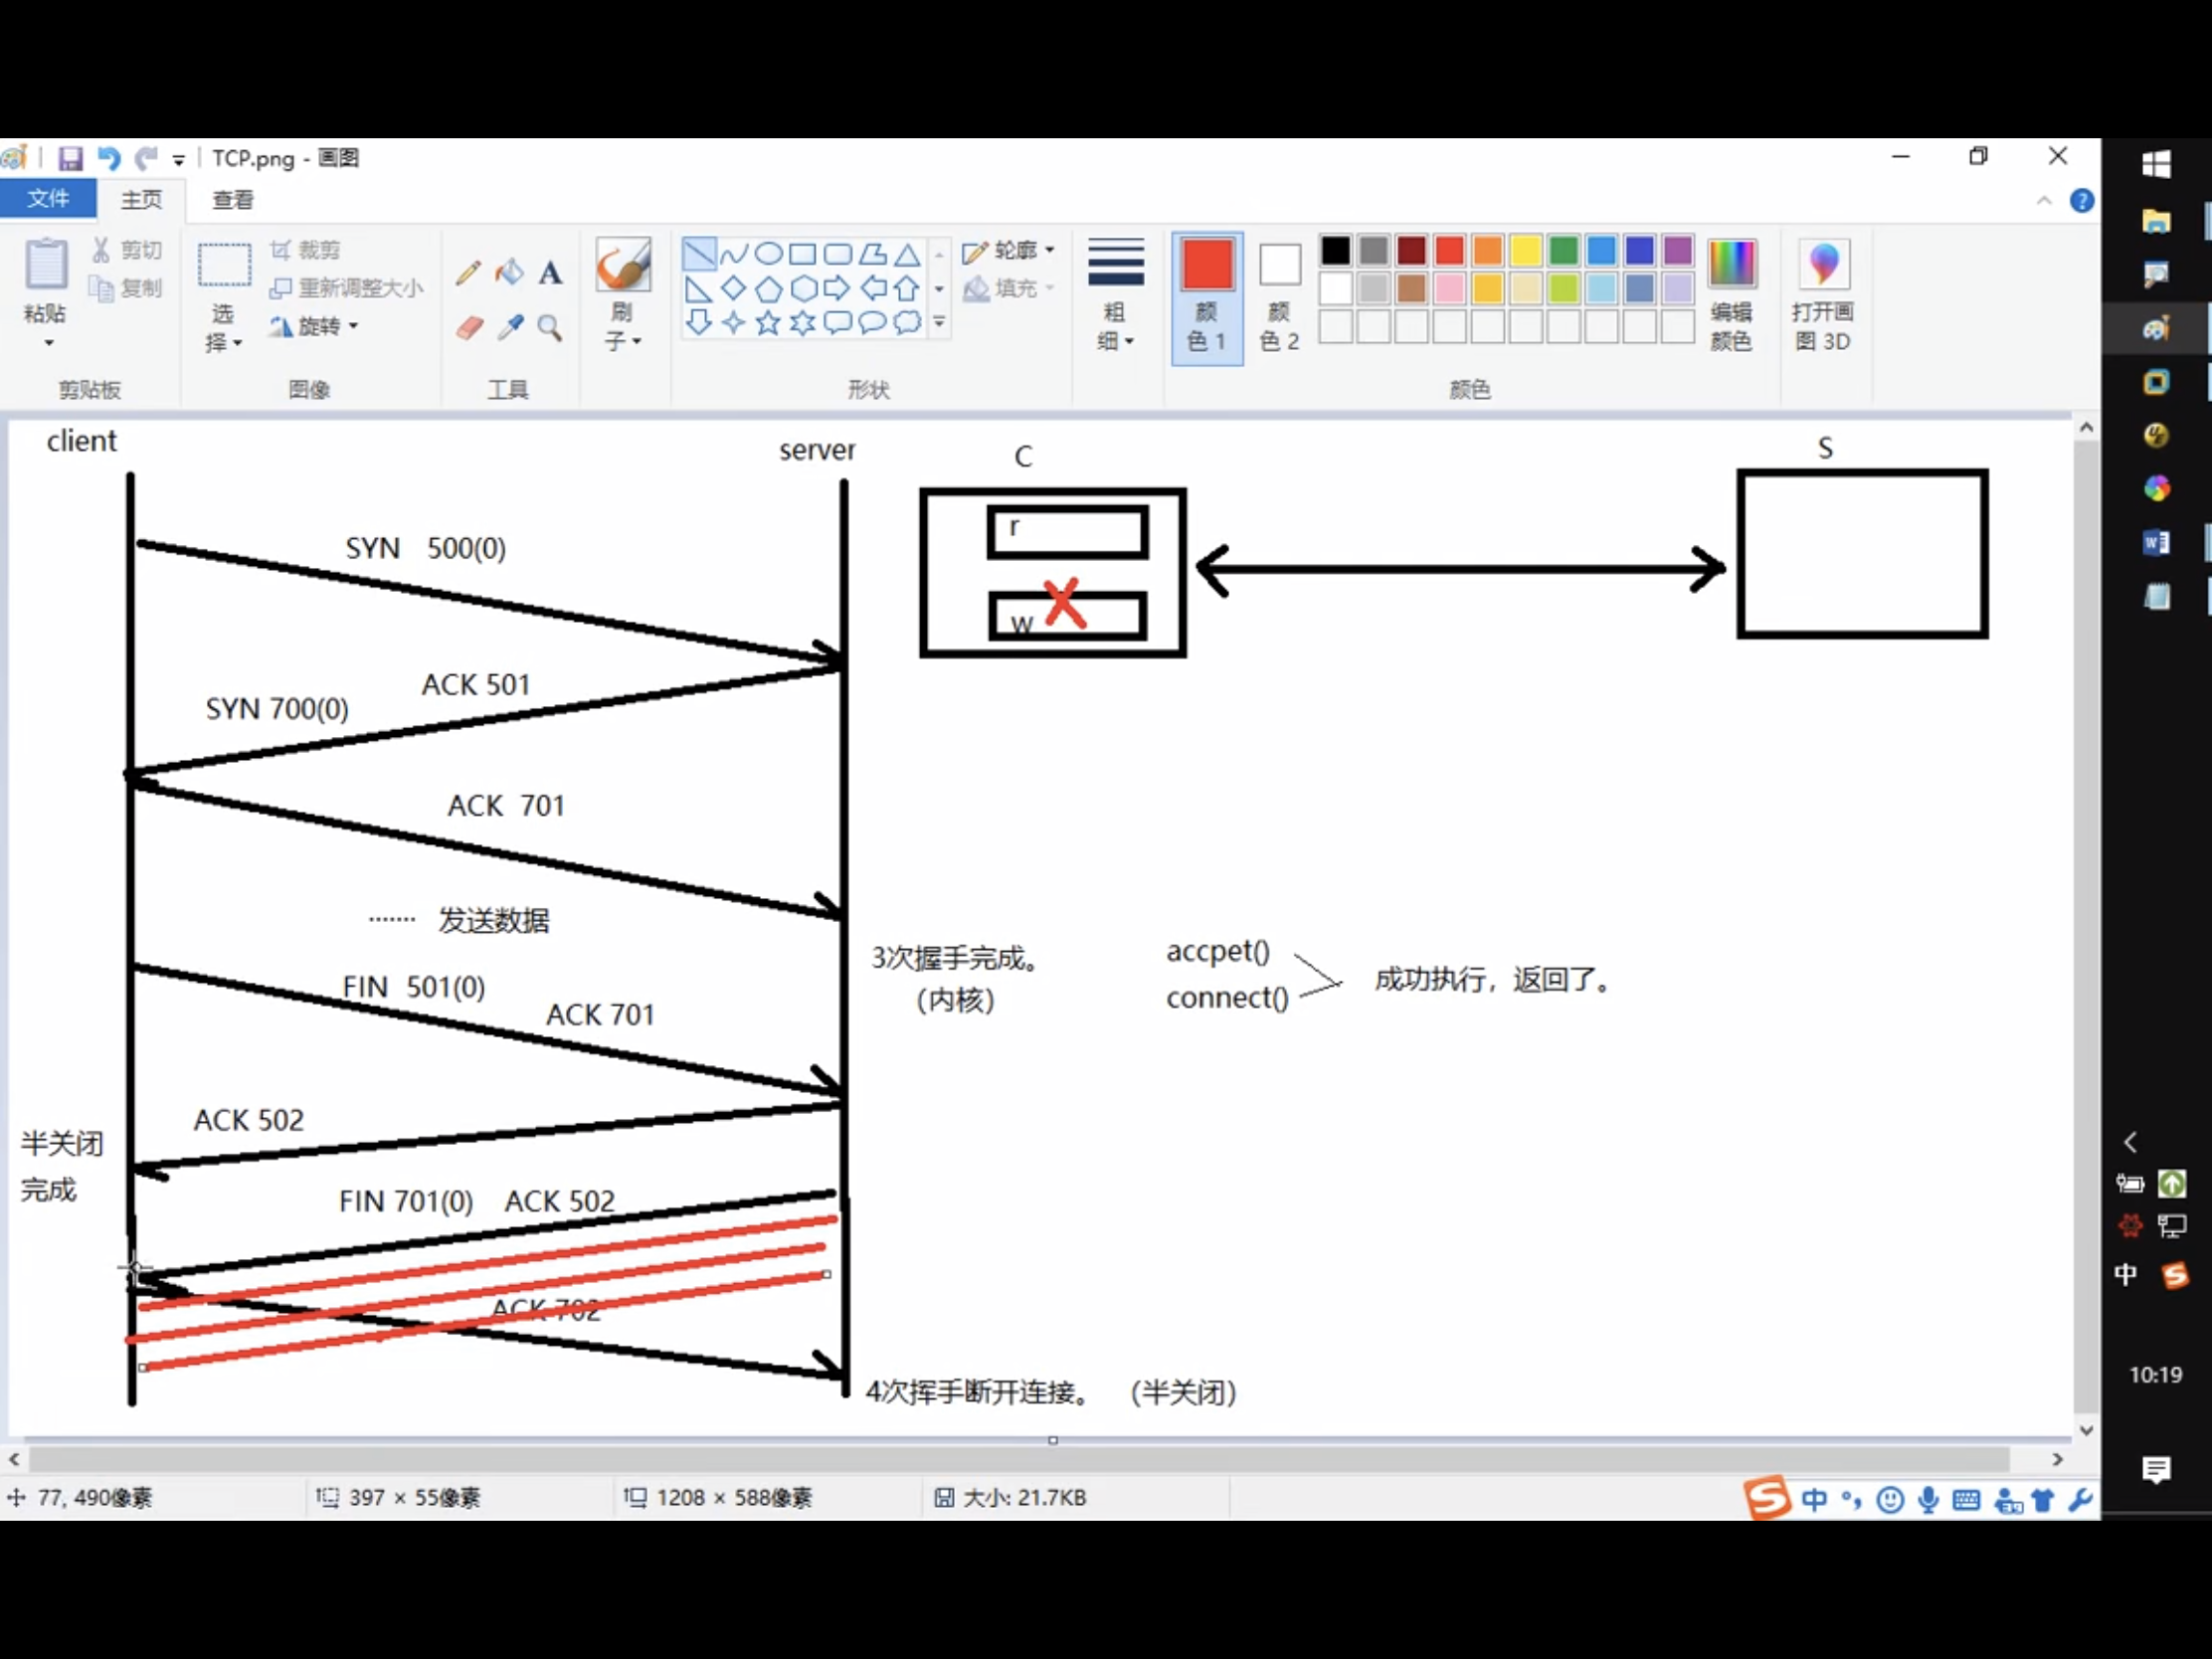 TCP.png - 画图
文件 主页 查看
粘贴
剪切
复制
剪贴板
选择
裁剪
重新调整大小
旋转
图像
A
工具
刷子
形状
轮廓
填充
粗细
颜色 1
颜色 2
颜色
编辑颜色
打开画图 3D
client
server
C
S
r
w
SYN 500(0)
ACK 501
SYN 700(0)
ACK 701
······· 发送数据
3次握手完成。
（内核）
accpet()
connect()
成功执行，返回了。
FIN 501(0)
ACK 701
ACK 502
半关闭
完成
FIN 701(0) ACK 502
ACK 702
4次挥手断开连接。 （半关闭）
77, 490像素
397 × 55像素
1208 × 588像素
大小: 21.7KB
中
中
10:19